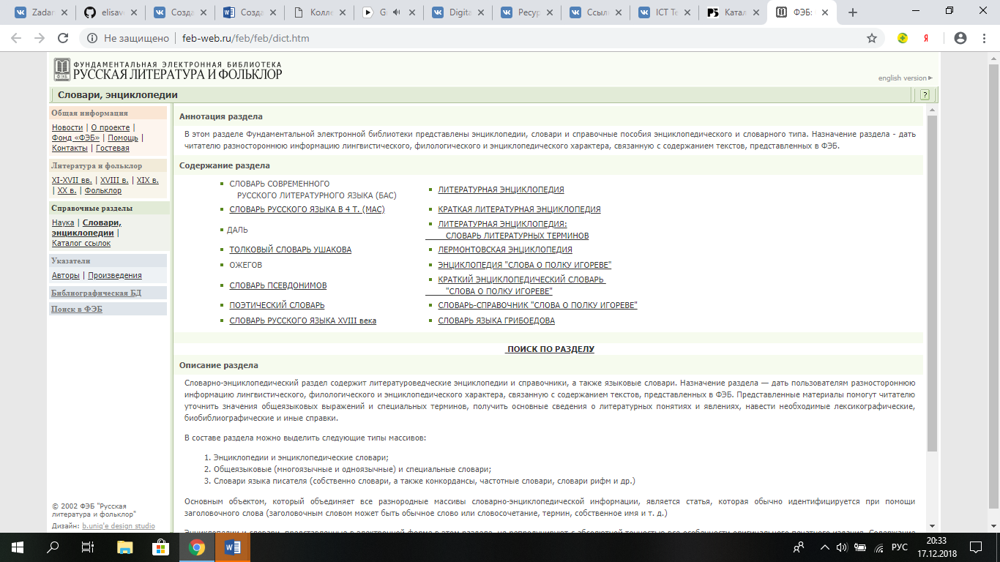 Zadar
elisav
Созда
Созда
Колле
Gr
Digita
Ресур
Ссыл
ICT Te
Катал
ФЭБ:
Не защищено
feb-web.ru/feb/feb/dict.htm
ФУНДАМЕНТАЛЬНАЯ ЭЛЕКТРОННАЯ БИБЛИОТЕКА
РУССКАЯ ЛИТЕРАТУРА И ФОЛЬКЛОР
ФЭБ
english version
Словари, энциклопедии
?
Общая информация
Новости | О проекте |
Фонд «ФЭБ» | Помощь |
Контакты | Гостевая
Литература и фольклор
XI-XVII вв. | XVIII в. | XIX в.
| XX в. | Фольклор
Справочные разделы
Наука | Словари,
энциклопедии |
Каталог ссылок
Указатели
Авторы | Произведения
Библиографическая БД
Поиск в ФЭБ
© 2002 ФЭБ "Русская
литература и фольклор"
Дизайн: b.uniq'e design studio
Аннотация раздела
В этом разделе Фундаментальной электронной библиотеки представлены энциклопедии, словари и справочные пособия энциклопедического и словарного типа. Назначение раздела - дать
читателю разностороннюю информацию лингвистического, филологического и энциклопедического характера, связанную с содержанием текстов, представленных в ФЭБ.
Содержание раздела
СЛОВАРЬ СОВРЕМЕННОГО
РУССКОГО ЛИТЕРАТУРНОГО ЯЗЫКА (БАС)
СЛОВАРЬ РУССКОГО ЯЗЫКА В 4 Т. (МАС)
ДАЛЬ
ТОЛКОВЫЙ СЛОВАРЬ УШАКОВА
ОЖЕГОВ
СЛОВАРЬ ПСЕВДОНИМОВ
ПОЭТИЧЕСКИЙ СЛОВАРЬ
СЛОВАРЬ РУССКОГО ЯЗЫКА XVIII века
ЛИТЕРАТУРНАЯ ЭНЦИКЛОПЕДИЯ
КРАТКАЯ ЛИТЕРАТУРНАЯ ЭНЦИКЛОПЕДИЯ
ЛИТЕРАТУРНАЯ ЭНЦИКЛОПЕДИЯ:
СЛОВАРЬ ЛИТЕРАТУРНЫХ ТЕРМИНОВ
ЛЕРМОНТОВСКАЯ ЭНЦИКЛОПЕДИЯ
ЭНЦИКЛОПЕДИЯ "СЛОВА О ПОЛКУ ИГОРЕВЕ"
КРАТКИЙ ЭНЦИКЛОПЕДИЧЕСКИЙ СЛОВАРЬ
"СЛОВА О ПОЛКУ ИГОРЕВЕ"
СЛОВАРЬ-СПРАВОЧНИК "СЛОВА О ПОЛКУ ИГОРЕВЕ"
СЛОВАРЬ ЯЗЫКА ГРИБОЕДОВА
ПОИСК ПО РАЗДЕЛУ
Описание раздела
Словарно-энциклопедический раздел содержит литературоведческие энциклопедии и справочники, а также языковые словари. Назначение раздела — дать пользователям разностороннюю
информацию лингвистического, филологического и энциклопедического характера, связанную с содержанием текстов, представленных в ФЭБ. Представленные материалы помогут читателю
уточнить значения общеязыковых выражений и специальных терминов, получить основные сведения о литературных понятиях и явлениях, навести необходимые лексикографические,
биобиблиографические и иные справки.
В составе раздела можно выделить следующие типы массивов:
1. Энциклопедии и энциклопедические словари;
2. Общеязыковые (многоязычные и одноязычные) и специальные словари;
3. Словари языка писателя (собственно словари, а также конкордансы, частотные словари, словари рифм и др.)
Основным объектом, который объединяет все разнородные массивы словарно-энциклопедической информации, является статья, которая обычно идентифицируется при помощи
заголовочного слова (заголовочным словом может быть обычное слово или словосочетание, термин, собственное имя и т. д.)
РУС
20:33
17.12.2018